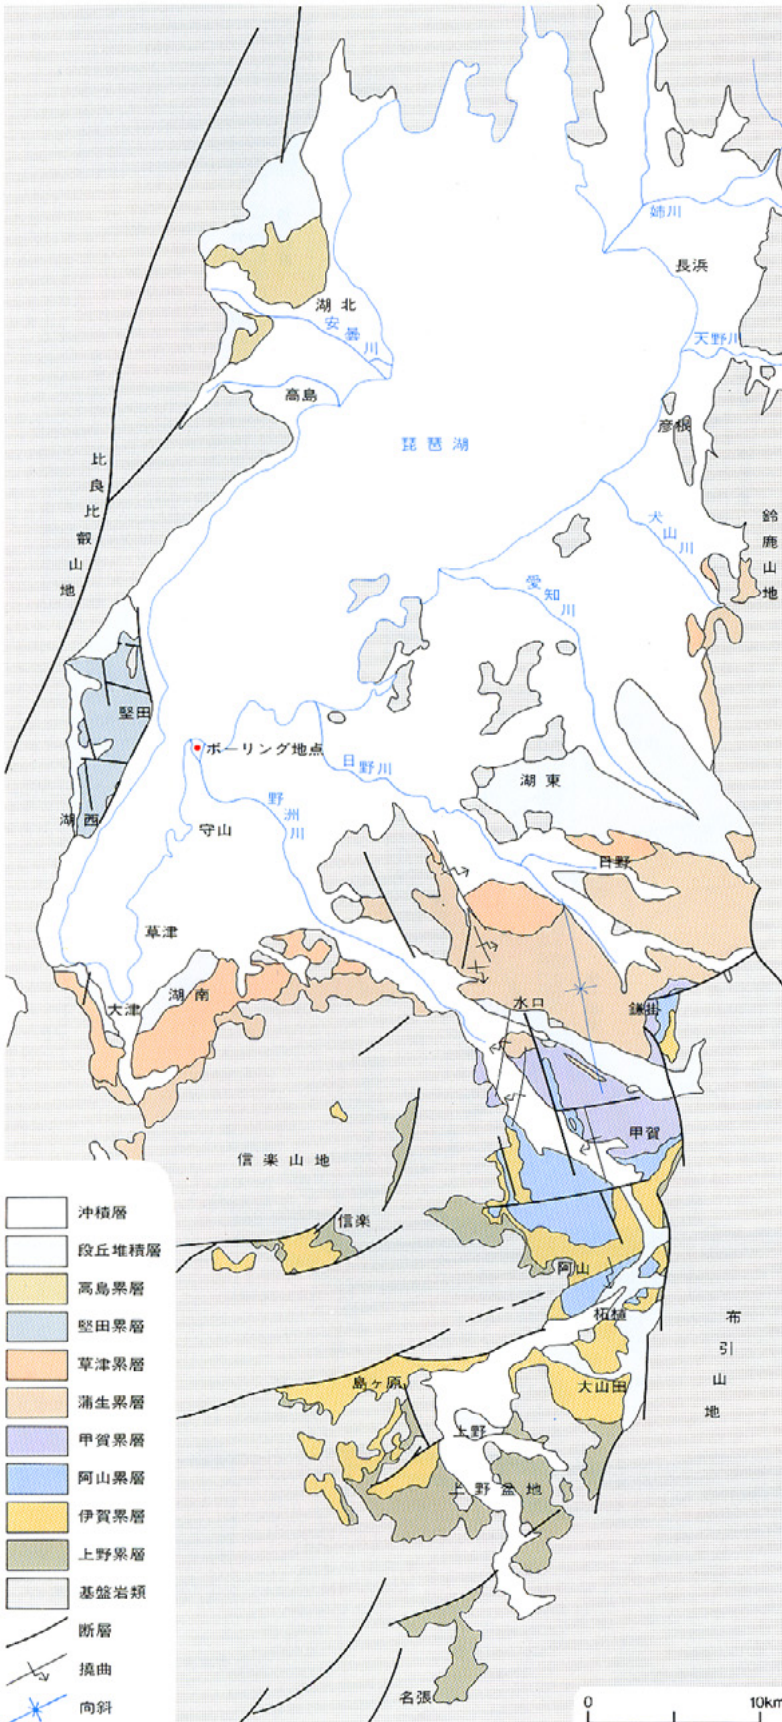 姉川
長浜
湖北
安曇川
天野川
高島
彦根
琵琶湖
比良比叡山地
犬山川
鈴鹿山地
愛知川
堅田
ボーリング地点
日野川
湖東
野洲川
湖西
守山
日野
草津
水口
鎌掛
大津
湖南
甲賀
信楽山地
信楽
阿山
柘植
布引山地
島ヶ原
大山田
上野
上野盆地
名張
沖積層
段丘堆積層
高島累層
堅田累層
草津累層
蒲生累層
甲賀累層
阿山累層
伊賀累層
上野累層
基盤岩類
断層
撓曲
向斜
0 10km